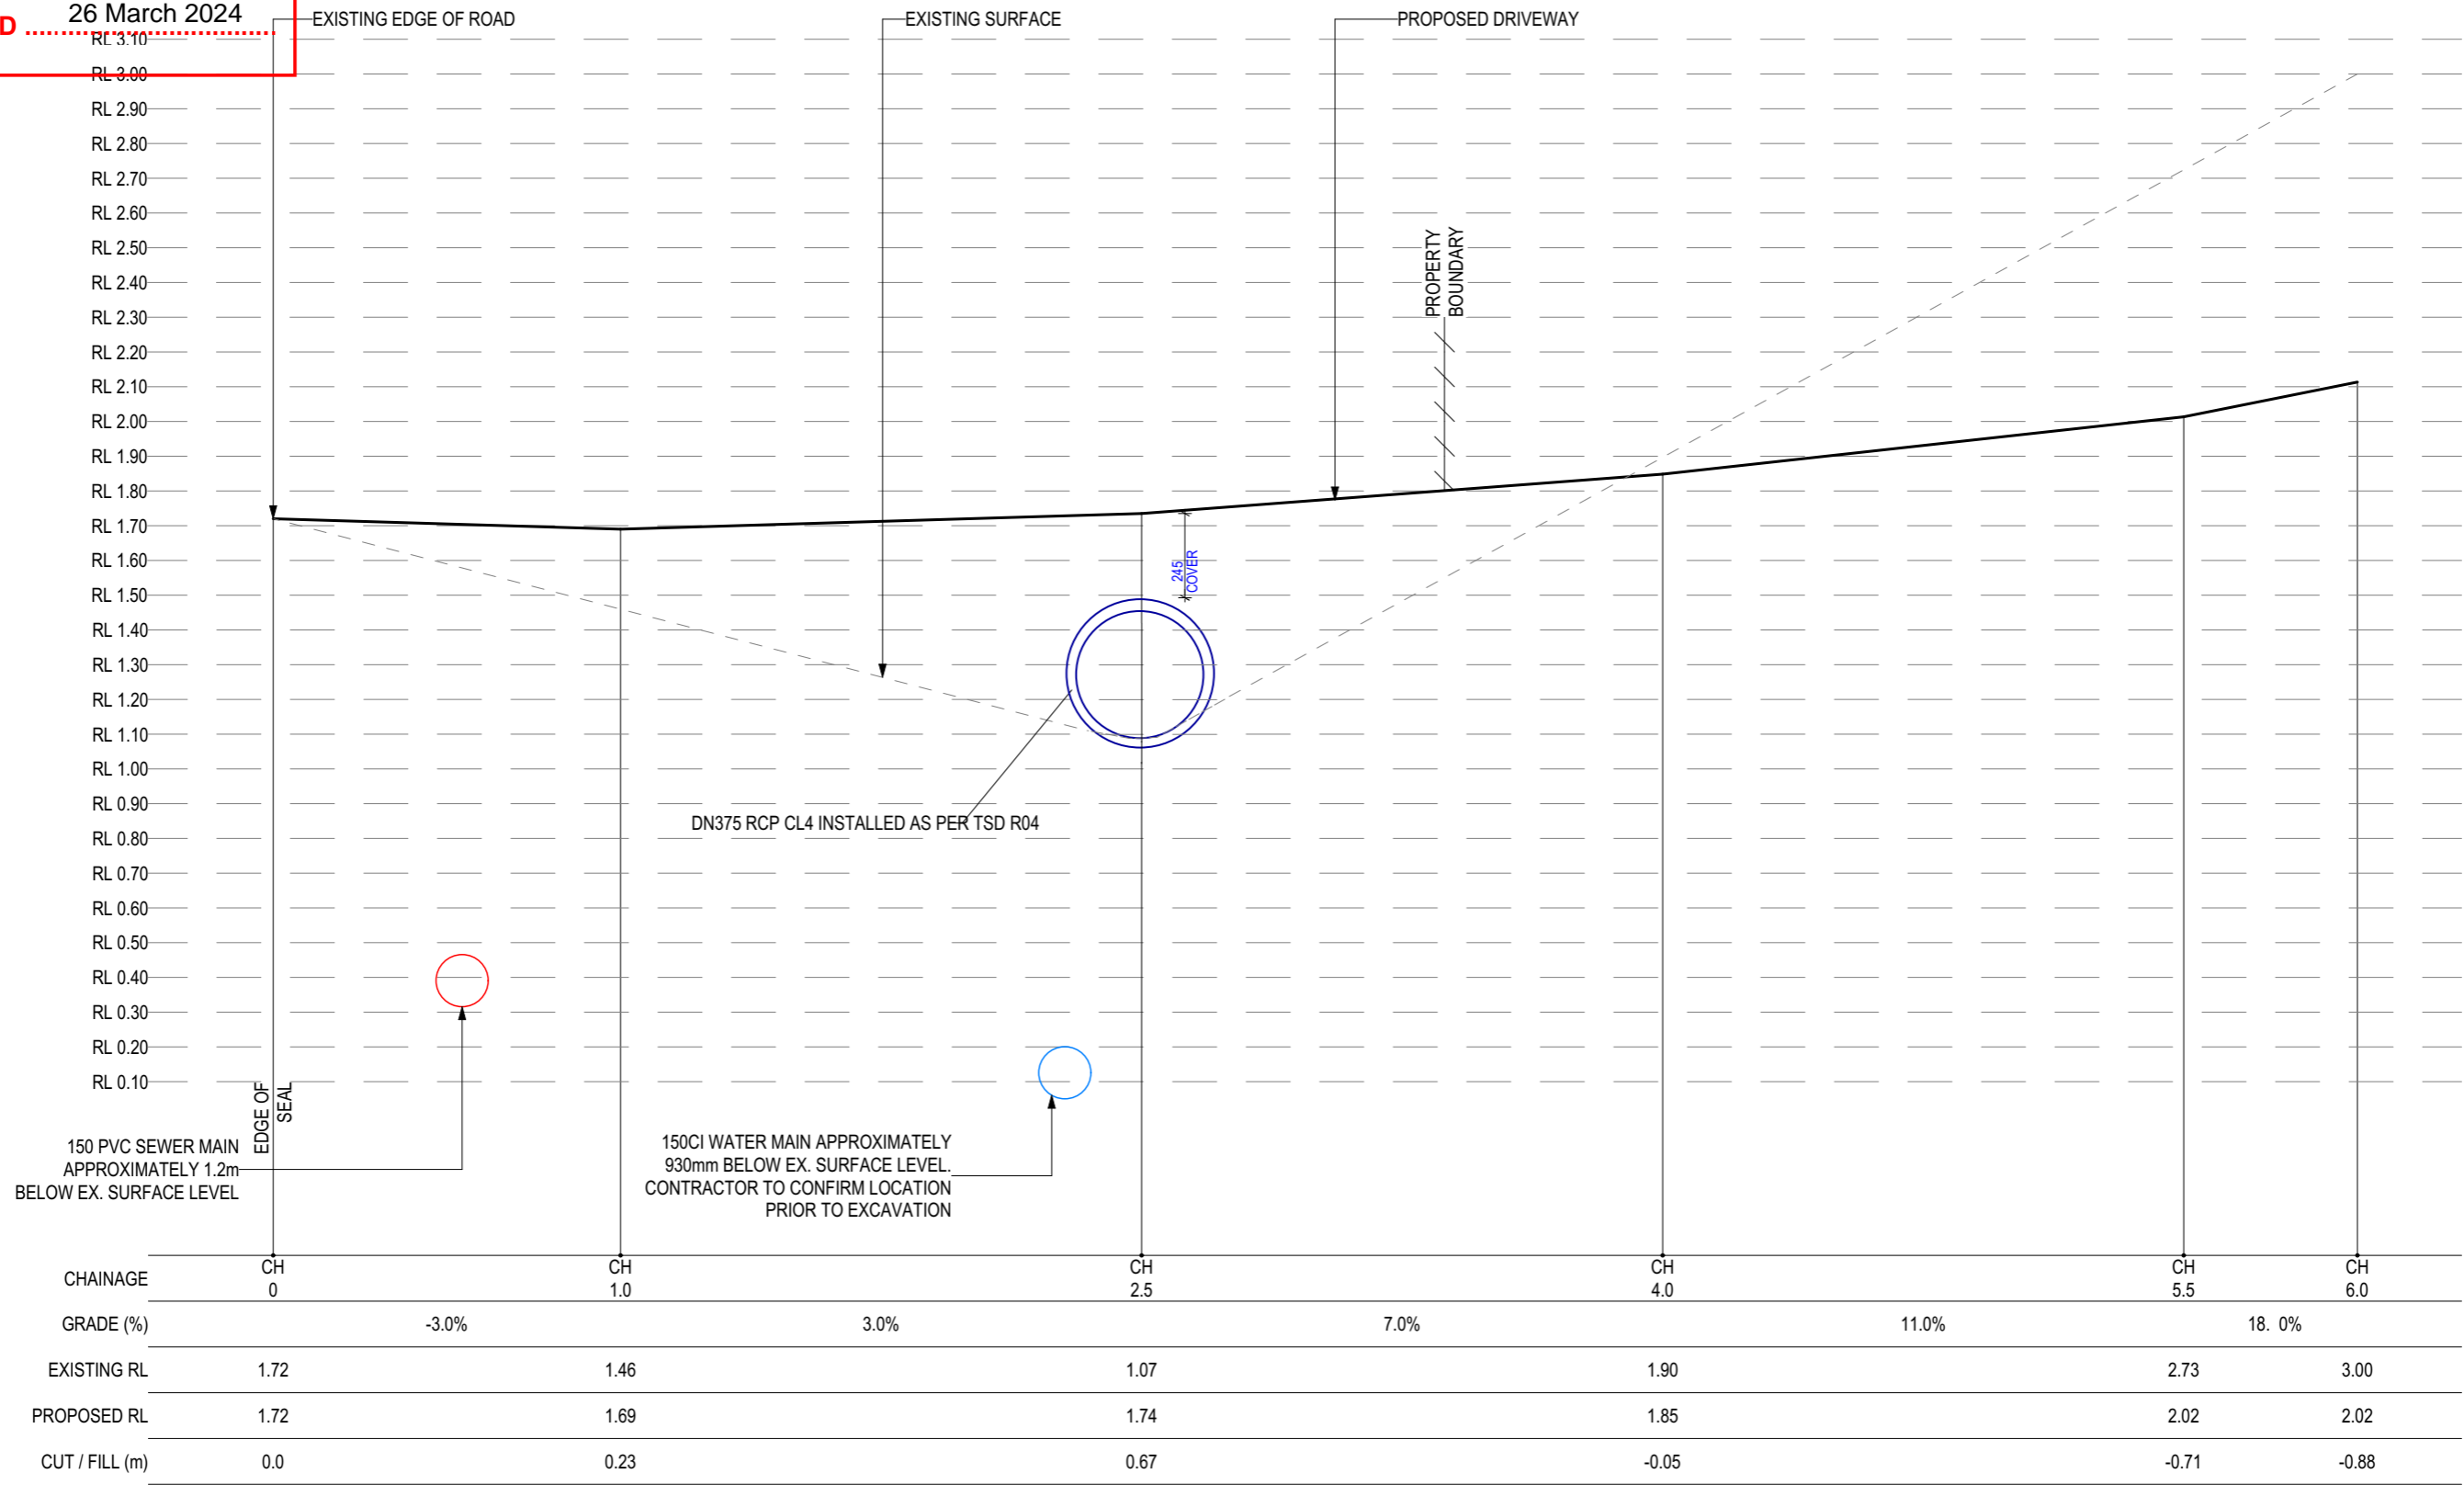 26 March 2024
D
EXISTING EDGE OF ROAD
EXISTING SURFACE
PROPOSED DRIVEWAY
RL 3.10
RL 3.00
RL 2.90
RL 2.80
RL 2.70
RL 2.60
RL 2.50
RL 2.40
RL 2.30
RL 2.20
RL 2.10
RL 2.00
RL 1.90
RL 1.80
RL 1.70
RL 1.60
RL 1.50
RL 1.40
RL 1.30
RL 1.20
RL 1.10
RL 1.00
RL 0.90
RL 0.80
RL 0.70
RL 0.60
RL 0.50
RL 0.40
RL 0.30
RL 0.20
RL 0.10
PROPERTY
BOUNDARY
245
COVER
DN375 RCP CL4 INSTALLED AS PER TSD R04
EDGE OF
SEAL
150 PVC SEWER MAIN
APPROXIMATELY 1.2m
BELOW EX. SURFACE LEVEL
150CI WATER MAIN APPROXIMATELY
930mm BELOW EX. SURFACE LEVEL.
CONTRACTOR TO CONFIRM LOCATION
PRIOR TO EXCAVATION
CHAINAGE
CH
0
CH
1.0
CH
2.5
CH
4.0
CH
5.5
CH
6.0
GRADE (%) -3.0% 3.0% 7.0% 11.0% 18. 0%
EXISTING RL 1.72 1.46 1.07 1.90 2.73 3.00
PROPOSED RL 1.72 1.69 1.74 1.85 2.02 2.02
CUT / FILL (m) 0.0 0.23 0.67 -0.05 -0.71 -0.88